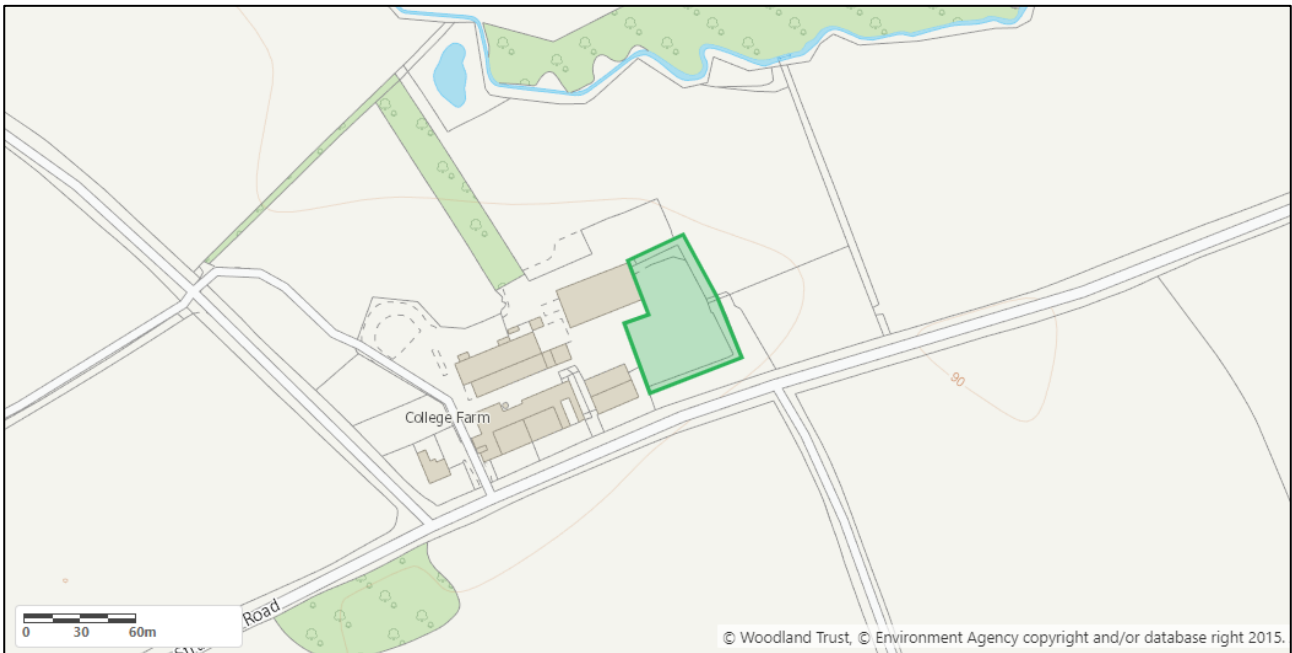 90
College Farm
Road
0 30 60m
© Woodland Trust, © Environment Agency copyright and/or database right 2015.